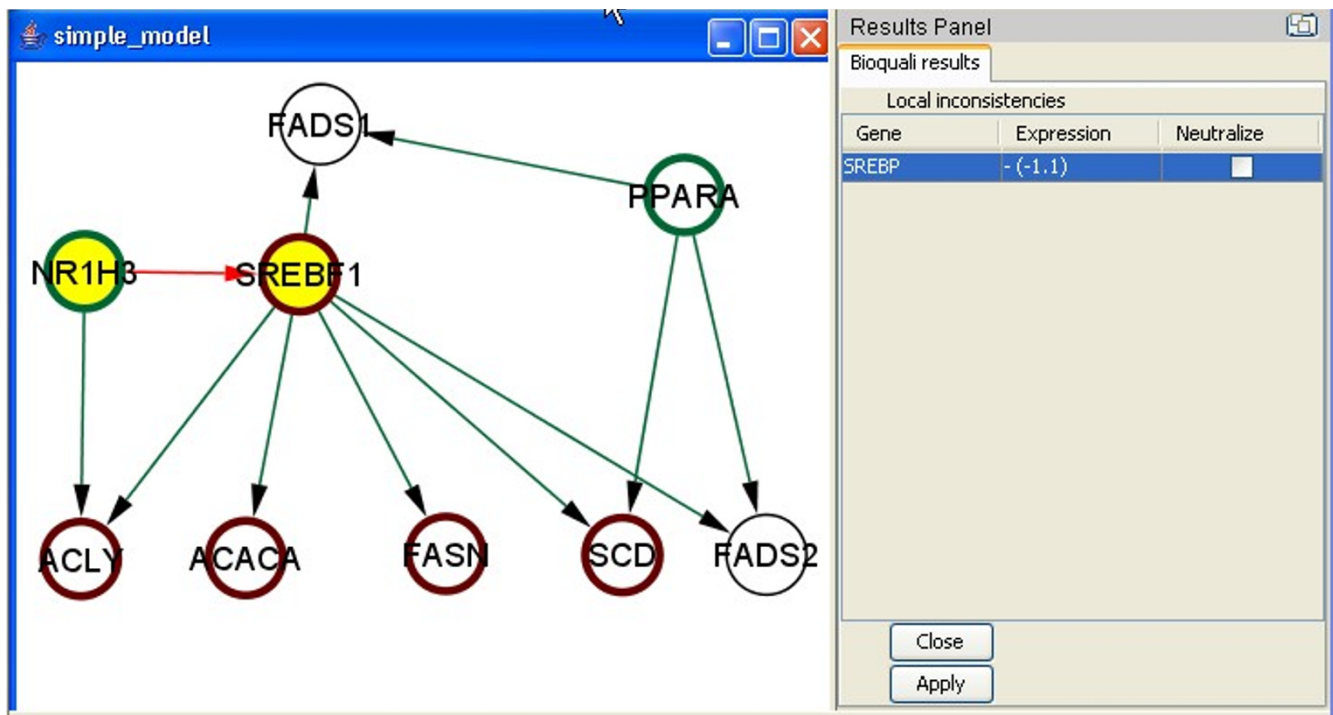 simple_model
FADS1
PPARA
NR1H3
SREBF1
ACLY
ACACA
FASN
SCD
FADS2
Results Panel
Bioquali results
Local inconsistencies
Gene Expression Neutralize
SREBP - (-1.1)
Close
Apply